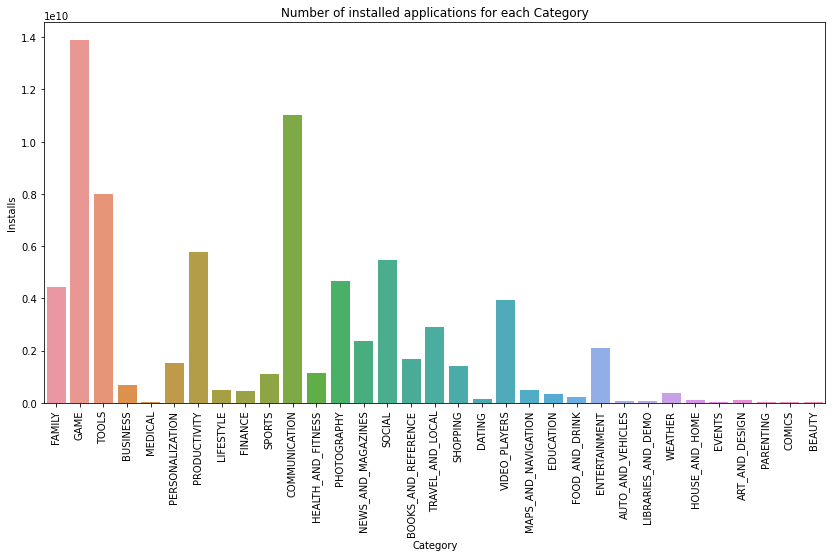 Number of installed applications for each Category
1e10
1.4
1.2
1.0
0.8
0.6
0.4
0.2
0.0
Installs
FAMILY
GAME
TOOLS
BUSINESS
MEDICAL
PERSONALIZATION
PRODUCTIVITY
LIFESTYLE
FINANCE
SPORTS
COMMUNICATION
HEALTH_AND_FITNESS
PHOTOGRAPHY
NEWS_AND_MAGAZINES
SOCIAL
BOOKS_AND_REFERENCE
TRAVEL_AND_LOCAL
SHOPPING
DATING
VIDEO_PLAYERS
MAPS_AND_NAVIGATION
EDUCATION
FOOD_AND_DRINK
ENTERTAINMENT
AUTO_AND_VEHICLES
LIBRARIES_AND_DEMO
WEATHER
HOUSE_AND_HOME
EVENTS
ART_AND_DESIGN
PARENTING
COMICS
BEAUTY
Category